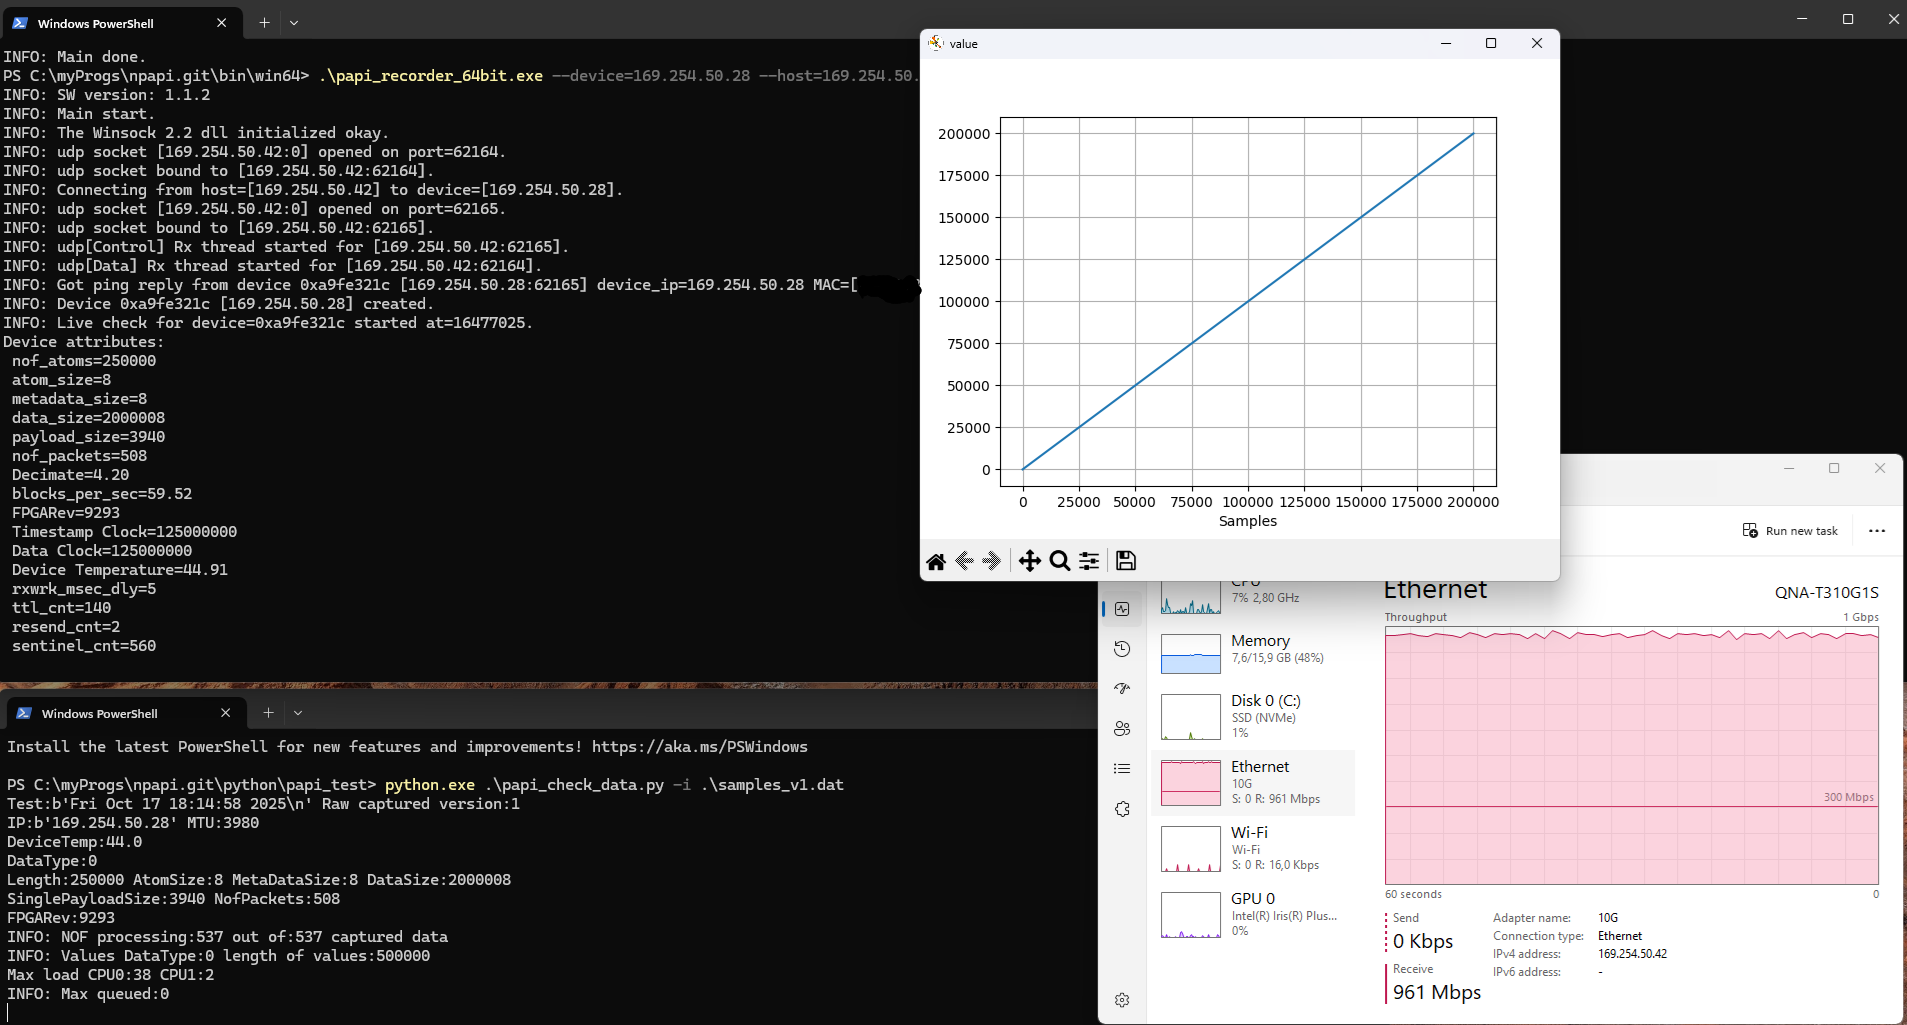 Windows PowerShell
INFO: Main done.
PS C:\myProgs\npapi.git\bin\win64> .\papi_recorder_64bit.exe --device=169.254.50.28 --host=169.254.50.
INFO: SW version: 1.1.2
INFO: Main start.
INFO: The Winsock 2.2 dll initialized okay.
INFO: udp socket [169.254.50.42:0] opened on port=62164.
INFO: udp socket bound to [169.254.50.42:62164].
INFO: Connecting from host=[169.254.50.42] to device=[169.254.50.28].
INFO: udp socket [169.254.50.42:0] opened on port=62165.
INFO: udp socket bound to [169.254.50.42:62165].
INFO: udp[Control] Rx thread started for [169.254.50.42:62165].
INFO: udp[Data] Rx thread started for [169.254.50.42:62164].
INFO: Got ping reply from device 0xa9fe321c [169.254.50.28:62165] device_ip=169.254.50.28 MAC=[
INFO: Device 0xa9fe321c [169.254.50.28] created.
INFO: Live check for device=0xa9fe321c started at=16477025.
Device attributes:
nof_atoms=250000
atom_size=8
metadata_size=8
data_size=2000008
payload_size=3940
nof_packets=508
Decimate=4.20
blocks_per_sec=59.52
FPGARev=9293
Timestamp Clock=125000000
Data Clock=125000000
Device Temperature=44.91
rxwrk_msec_dly=5
ttl_cnt=140
resend_cnt=2
sentinel_cnt=560
value
200000
175000
150000
125000
100000
75000
50000
25000
0
0 25000 50000 75000 100000 125000 150000 175000 200000
Samples
Windows PowerShell
Install the latest PowerShell for new features and improvements! https://aka.ms/PSWindows
PS C:\myProgs\npapi.git\python\papi_test> python.exe .\papi_check_data.py -i .\samples_v1.dat
Test:b'Fri Oct 17 18:14:58 2025\n' Raw captured version:1
IP:b'169.254.50.28' MTU:3980
DeviceTemp:44.0
DataType:0
Length:250000 AtomSize:8 MetaDataSize:8 DataSize:2000008
SinglePayloadSize:3940 NofPackets:508
FPGARev:9293
INFO: NOF processing:537 out of:537 captured data
INFO: Values DataType:0 length of values:500000
Max load CPU0:38 CPU1:2
INFO: Max queued:0
Run new task
CPU
7% 2,80 GHz
Memory
7,6/15,9 GB (48%)
Disk 0 (C:)
SSD (NVMe)
1%
Ethernet
10G
S: 0 R: 961 Mbps
Wi-Fi
Wi-Fi
S: 0 R: 16,0 Kbps
GPU 0
Intel(R) Iris(R) Plus...
0%
Ethernet
QNA-T310G1S
Throughput
1 Gbps
300 Mbps
60 seconds
0
Send
0 Kbps
Receive
961 Mbps
Adapter name: 10G
Connection type: Ethernet
IPv4 address: 169.254.50.42
IPv6 address: -